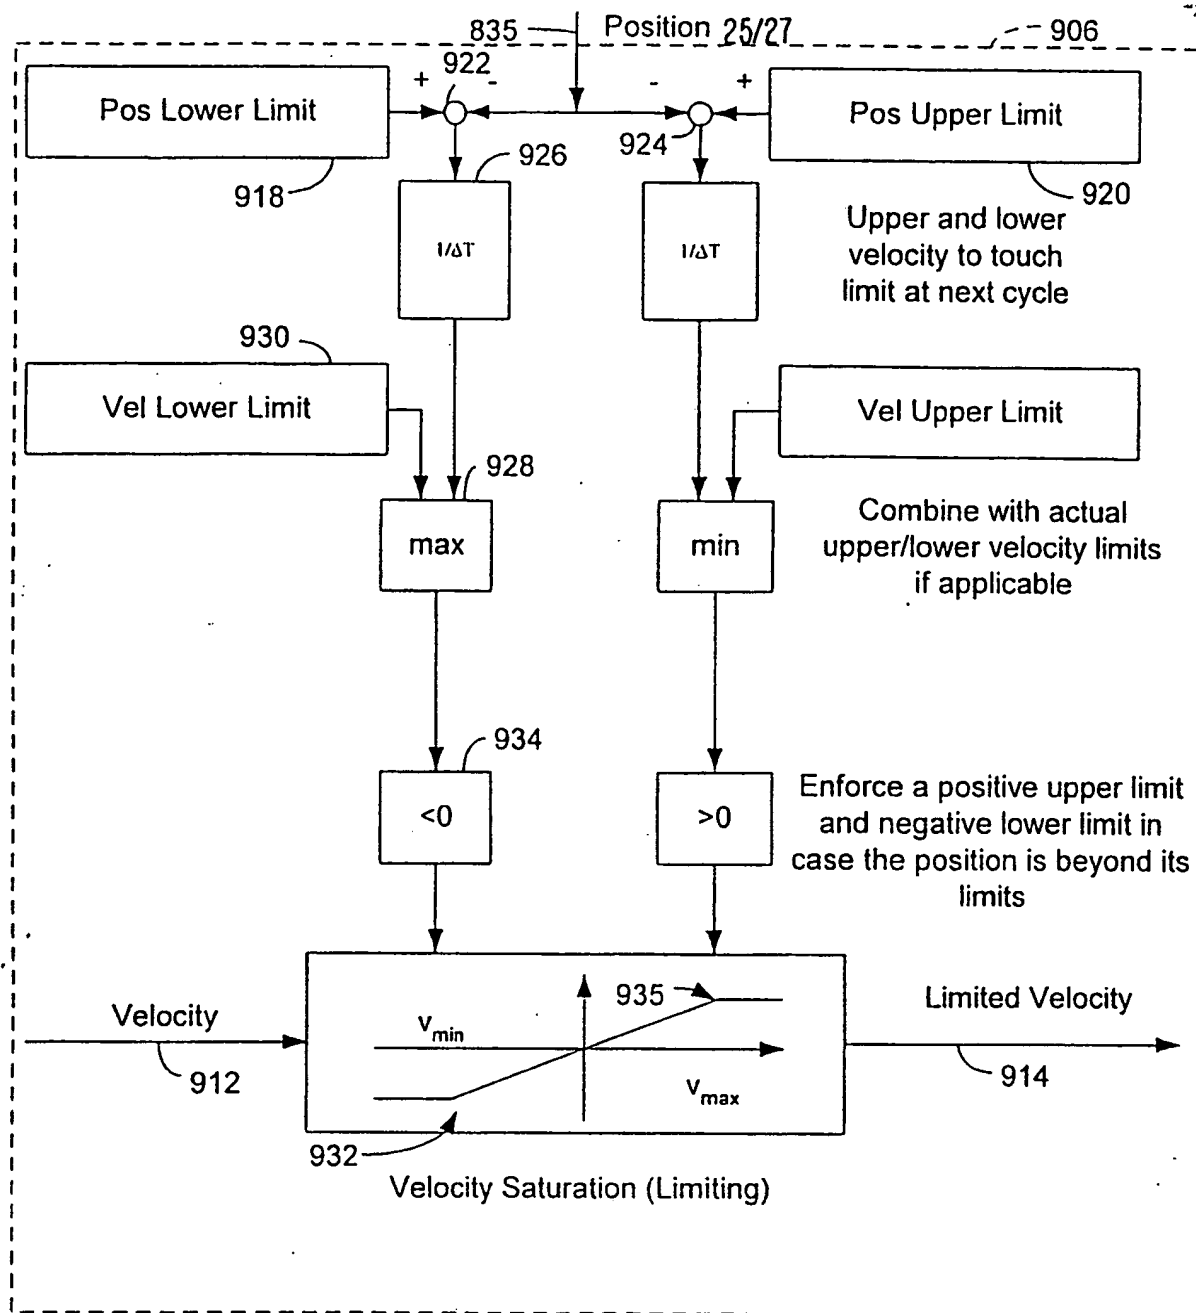 835 Position 25/27 906
922
+ - - +
Pos Lower Limit
Pos Upper Limit
924
926
918
920
1/ΔT
1/ΔT
Upper and lower
velocity to touch
limit at next cycle
930
Vel Lower Limit
Vel Upper Limit
928
max
min
Combine with actual
upper/lower velocity limits
if applicable
934
<0
>0
Enforce a positive upper limit
and negative lower limit in
case the position is beyond its
limits
935
Velocity
Vmin
Limited Velocity
912
914
Vmax
932
Velocity Saturation (Limiting)